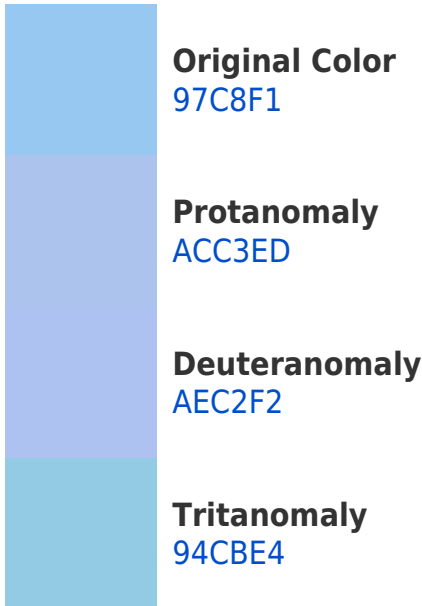 Original Color
97C8F1
Protanomaly
ACC3ED
Deuteranomaly
AEC2F2
Tritanomaly
94CBE4